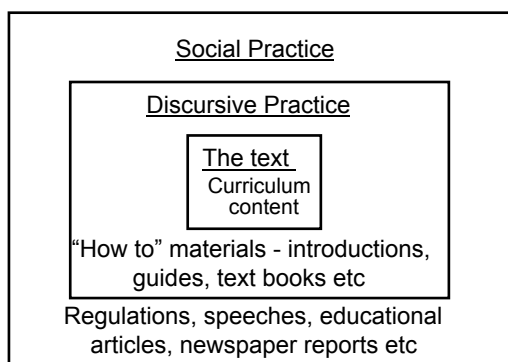 Social Practice
Discursive Practice
The text
Curriculum
content
“How to” materials - introductions,
guides, text books etc
Regulations, speeches, educational
articles, newspaper reports etc